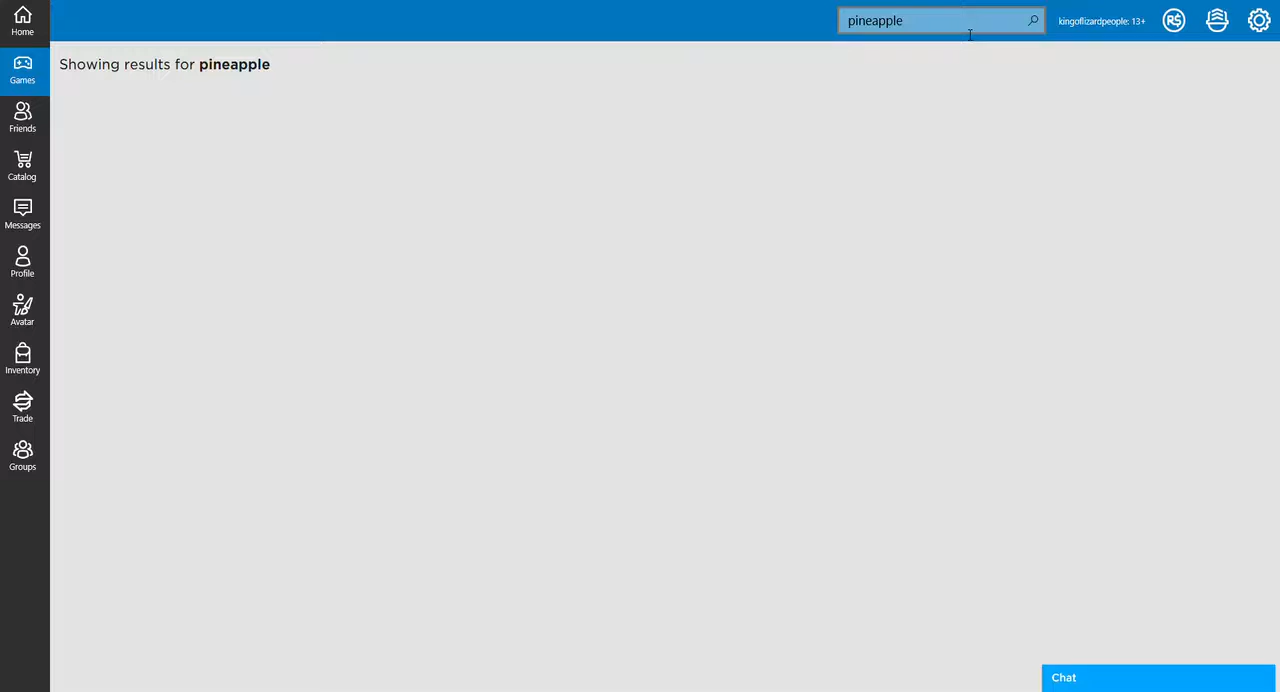 Home
pineapple
kingoflizardpeople: 13+
R$
Games
Showing results for pineapple
Friends
Catalog
Messages
Profile
Avatar
Inventory
Trade
Groups
Chat